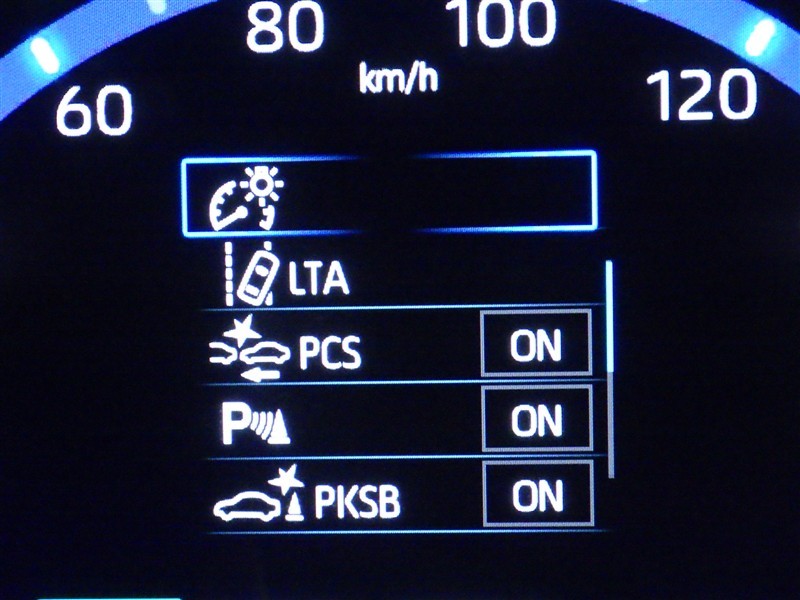 80 100
km/h
60 120
LTA
PCS ON
P ON
PKSB ON